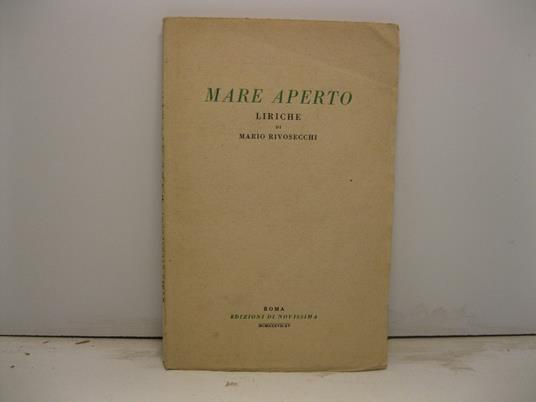 MARE APERTO
LIRICHE
DI
MARIO RIVOSECCHI
ROMA
EDIZIONI DI NOVISSIMA